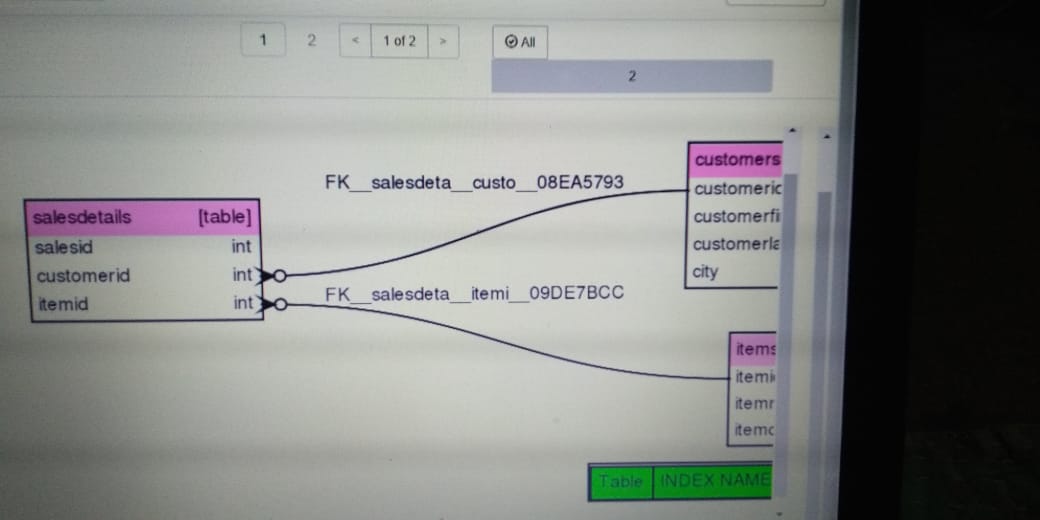 1 2 < 1 of 2 > All
2
FK__salesdeta__custo__08EA5793
customers
customeric
customerfi
customerla
city
salesdetails [table]
salesid int
customerid int
itemid int
FK__salesdeta__itemi__09DE7BCC
items
itemi
itemr
itemc
Table INDEX NAME